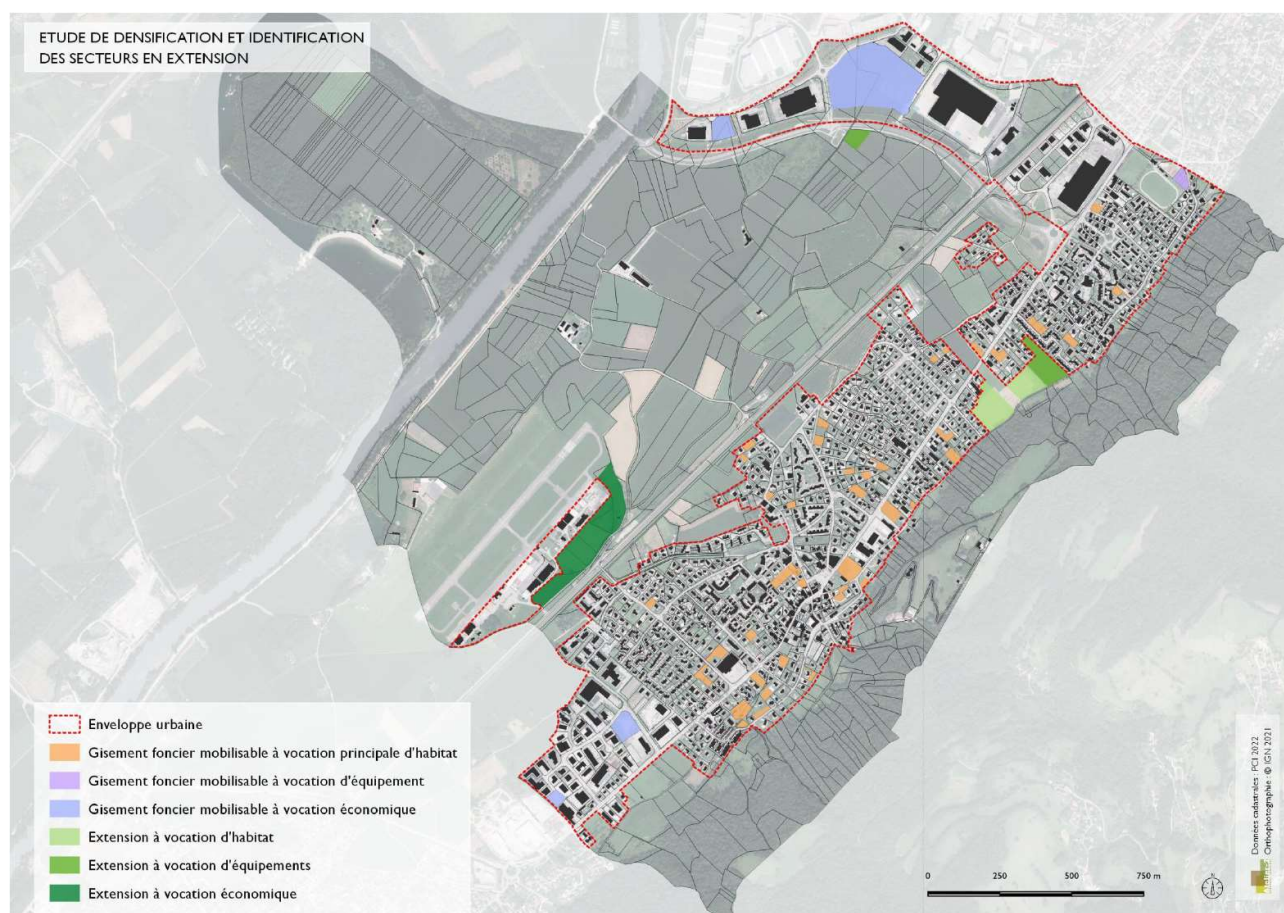 ETUDE DE DENSIFICATION ET IDENTIFICATION
DES SECTEURS EN EXTENSION
Enveloppe urbaine
Gisement foncier mobilisable à vocation principale d'habitat
Gisement foncier mobilisable à vocation d'équipement
Gisement foncier mobilisable à vocation économique
Extension à vocation d'habitat
Extension à vocation d'équipements
Extension à vocation économique
0 250 500 750 m
Données cadastrales : PCI 2022
Orthophotographie : © IGN 2021